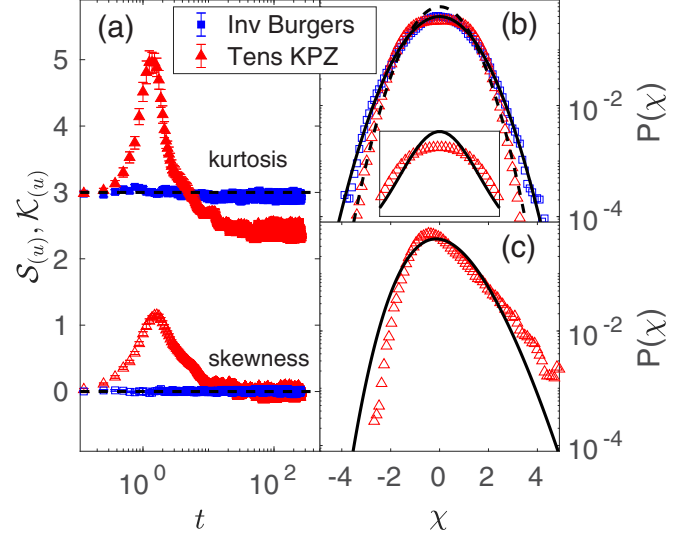 (a)
Inv Burgers
Tens KPZ
(b)
(c)
kurtosis
skewness
5
4
3
2
1
0
S(u), K(u)
10^0
10^2
t
10^-2
10^-4
P(χ)
10^-2
10^-4
P(χ)
-4 -2 0 2 4
χ